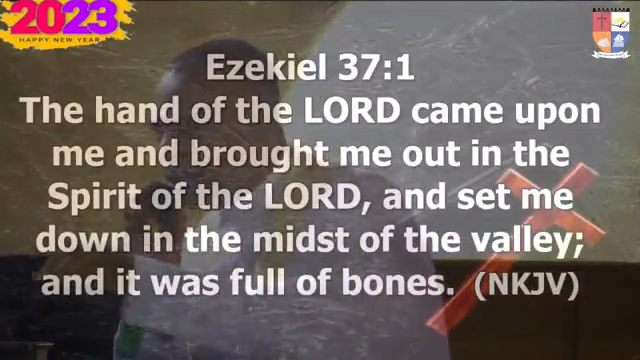 2023
HAPPY NEW YEAR
Ezekiel 37:1
The hand of the LORD came upon
me and brought me out in the
Spirit of the LORD, and set me
down in the midst of the valley;
and it was full of bones. (NKJV)